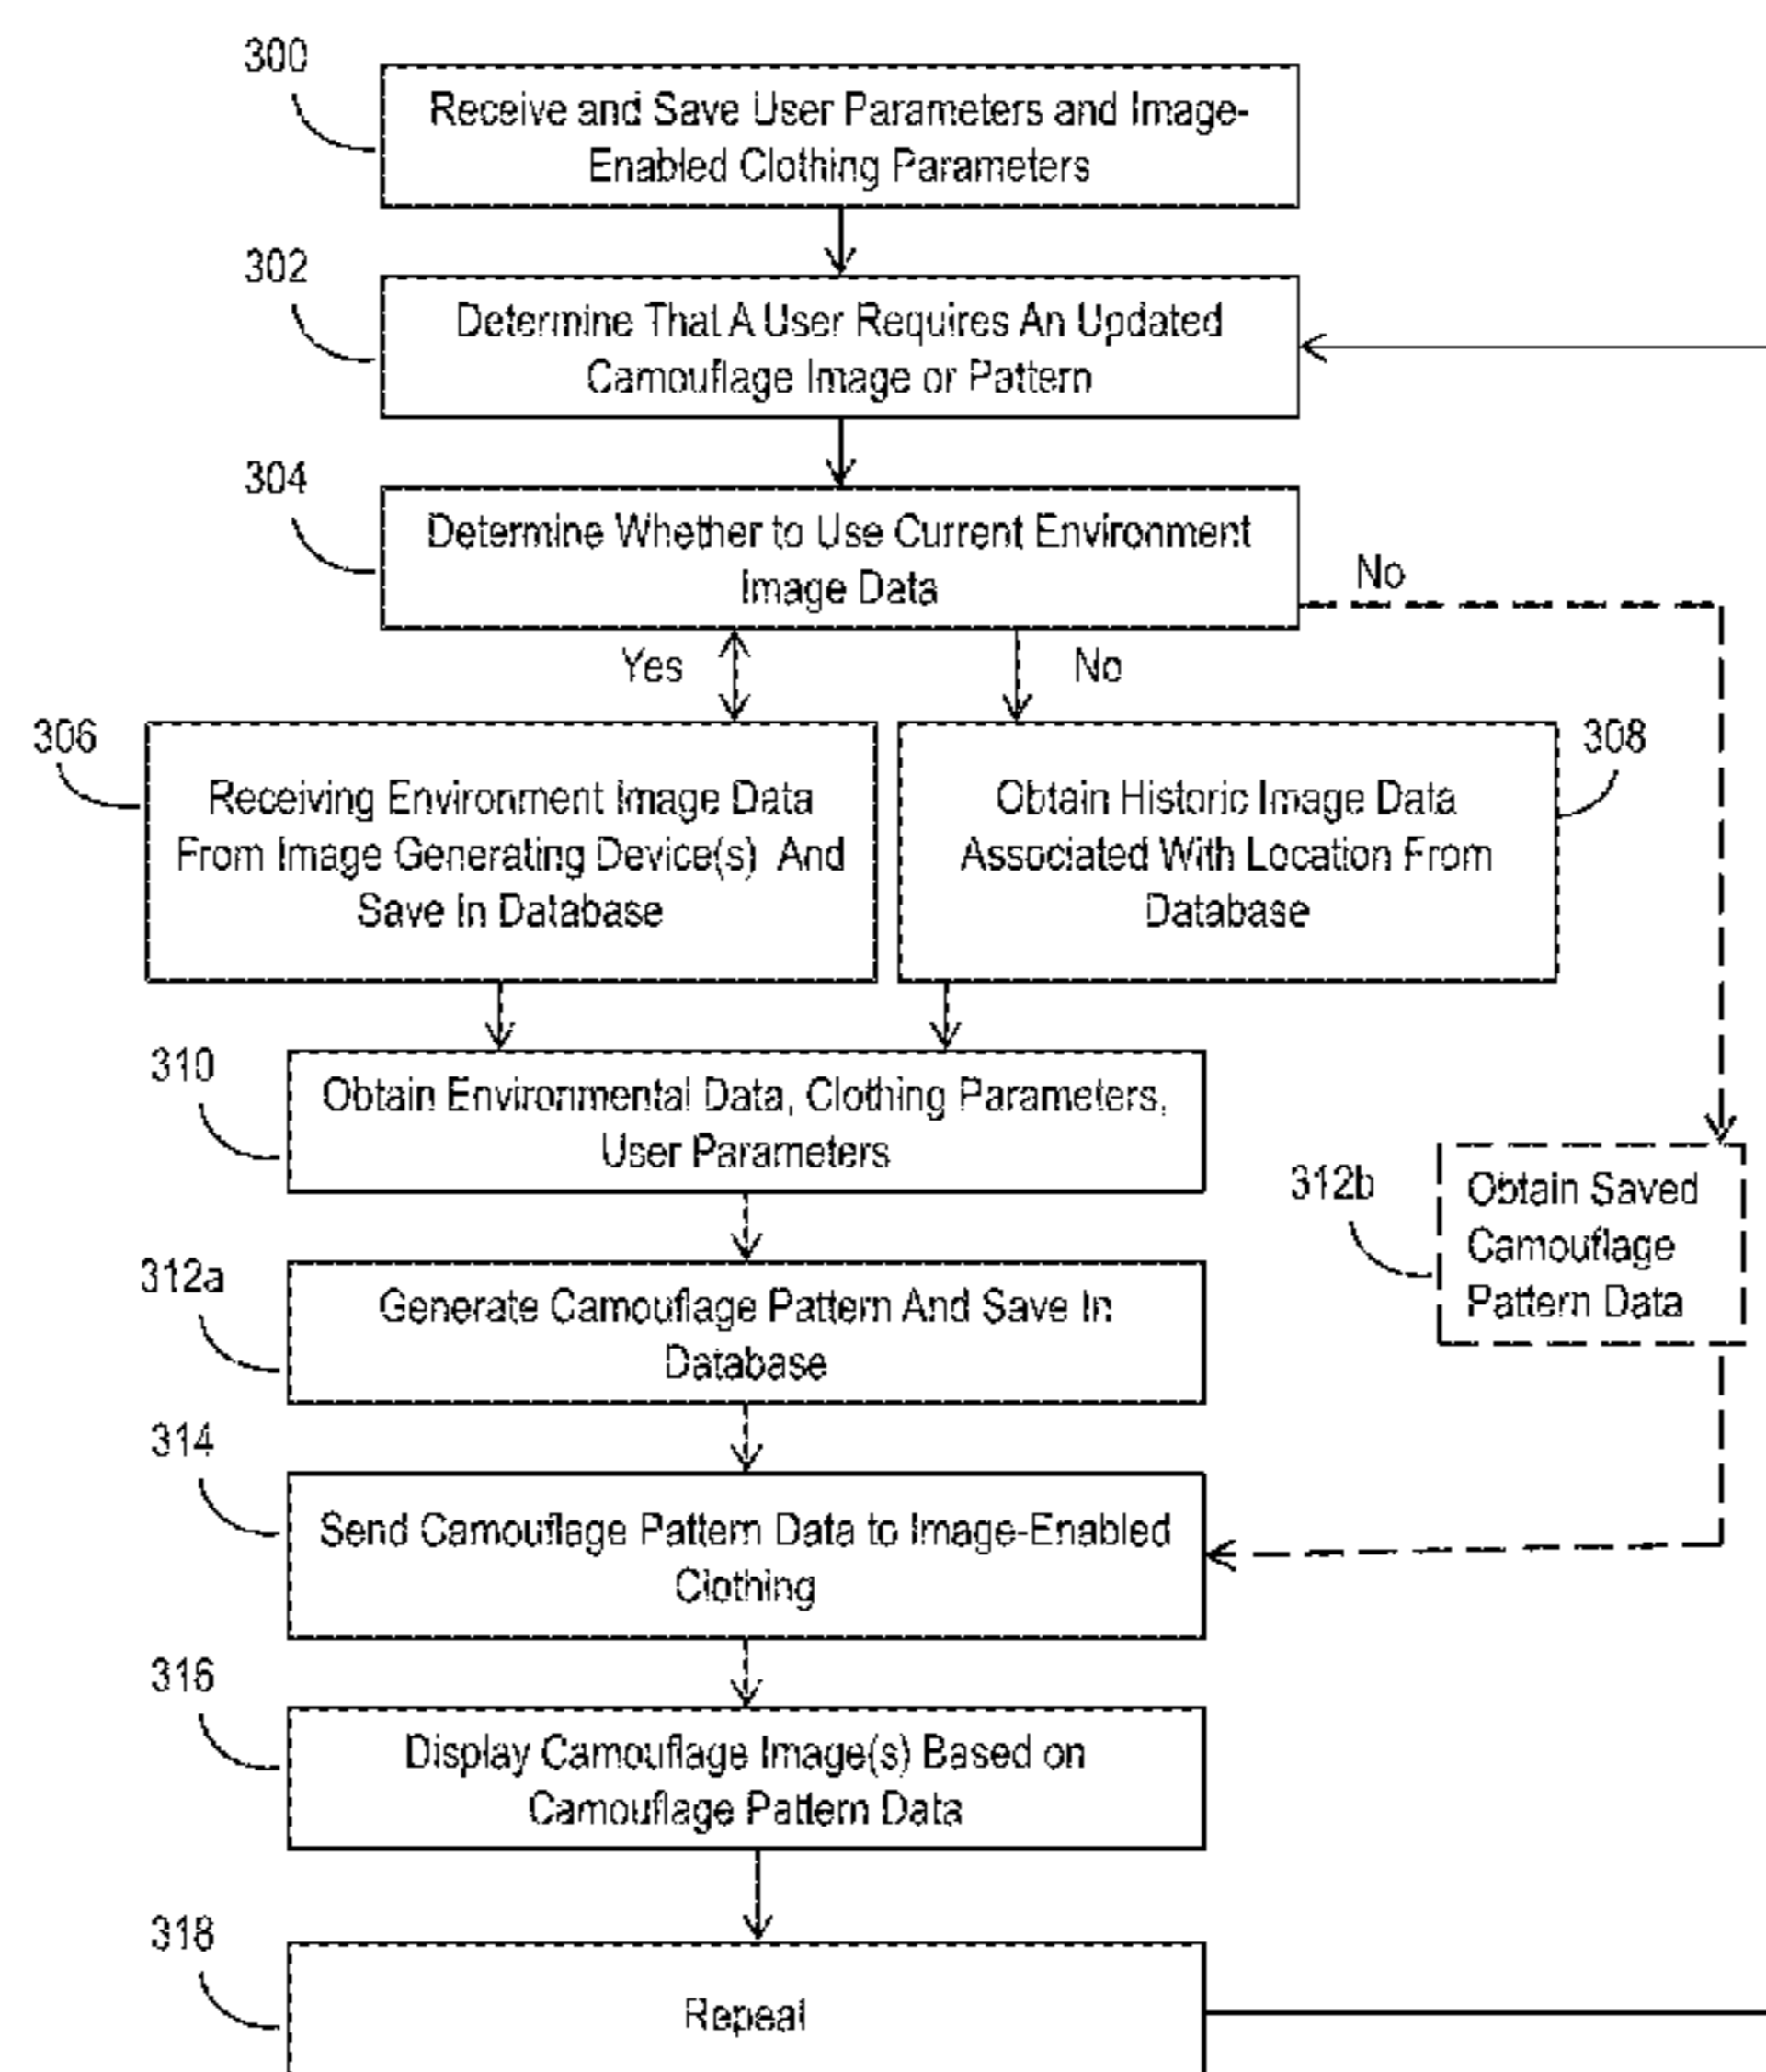 300
Receive and Save User Parameters and Image-
Enabled Clothing Parameters
302
Determine That A User Requires An Updated
Camouflage Image or Pattern
304
Determine Whether to Use Current Environment
Image Data
No
Yes
No
306
Receiving Environment Image Data
From Image Generating Device(s) And
Save In Database
308
Obtain Historic Image Data
Associated With Location From
Database
310
Obtain Environmental Data, Clothing Parameters,
User Parameters
312b
Obtain Saved
Camouflage
Pattern Data
312a
Generate Camouflage Pattern And Save In
Database
314
Send Camouflage Pattern Data to Image-Enabled
Clothing
316
Display Camouflage Image(s) Based on
Camouflage Pattern Data
318
Repeat